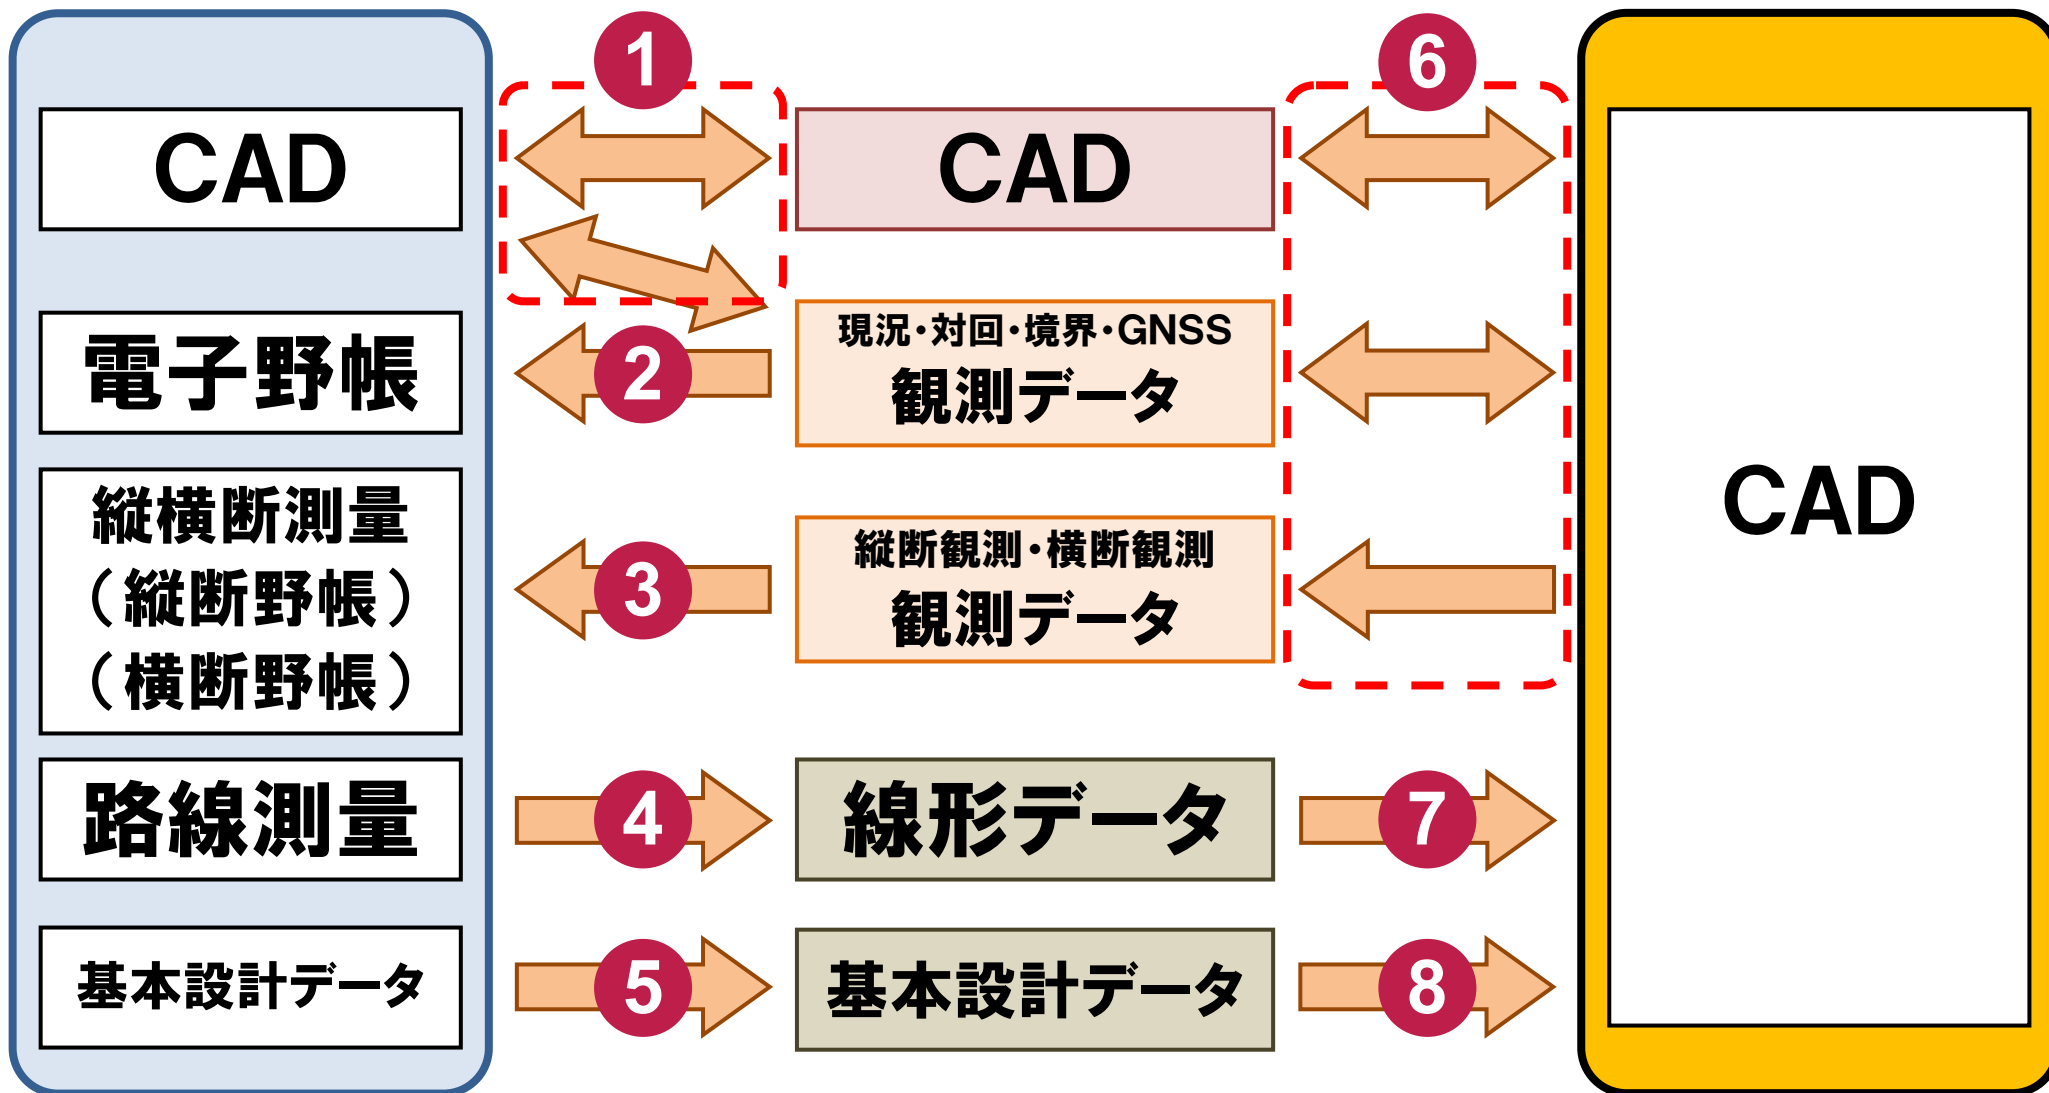 1
6
CAD
CAD
電子野帳
2
現況・対回・境界・GNSS
観測データ
縦横断測量
（縦断野帳）
（横断野帳）
3
縦断観測・横断観測
観測データ
CAD
路線測量
4
線形データ
7
基本設計データ
5
基本設計データ
8